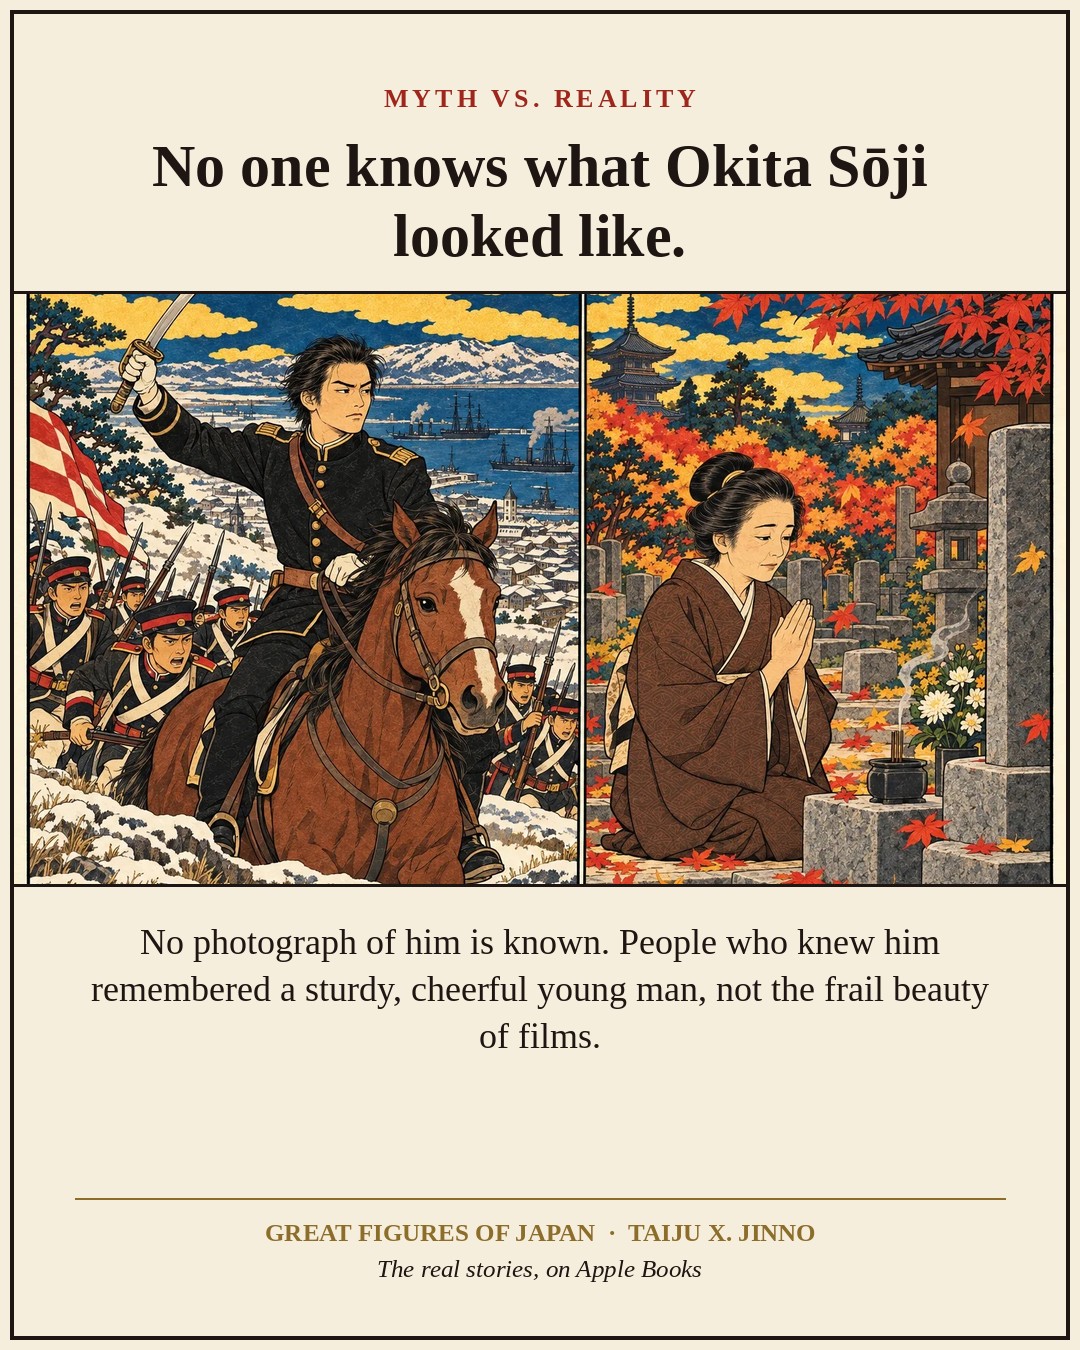 MYTH VS. REALITY
No one knows what Okita Sōji
looked like.
No photograph of him is known. People who knew him
remembered a sturdy, cheerful young man, not the frail beauty
of films.
GREAT FIGURES OF JAPAN · TAIJU X. JINNO
The real stories, on Apple Books